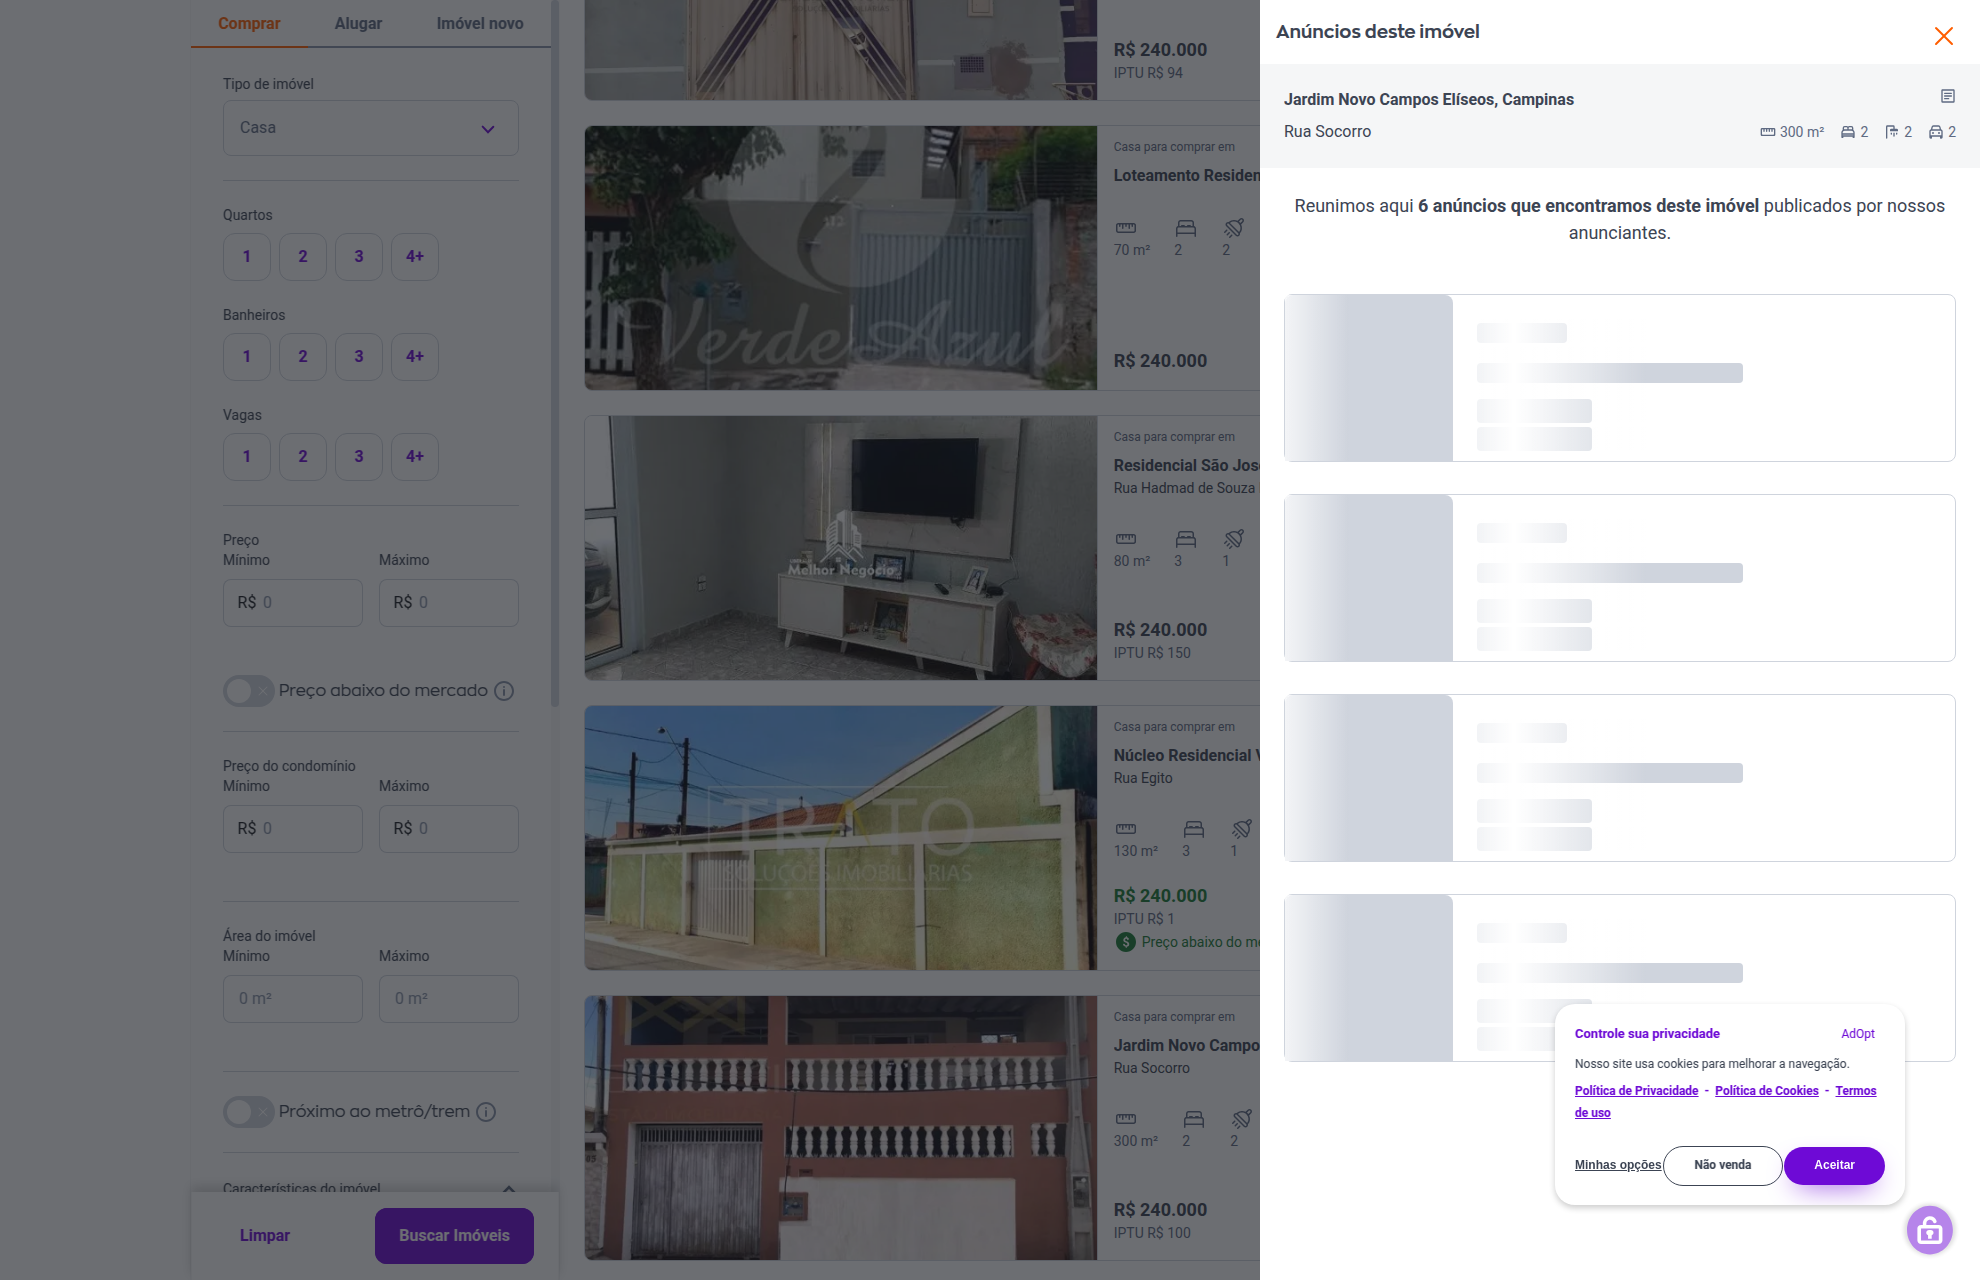 Comprar
Alugar
Imóvel novo
Tipo de imóvel
Casa
Quartos
1
2
3
4+
Banheiros
1
2
3
4+
Vagas
1
2
3
4+
Preço
Mínimo
Máximo
R$ 0
R$ 0
Preço abaixo do mercado
Preço do condomínio
Mínimo
Máximo
R$ 0
R$ 0
Área do imóvel
Mínimo
Máximo
0 m²
0 m²
Próximo ao metrô/trem
Características do imóvel
Limpar
Buscar Imóveis
R$ 240.000
IPTU R$ 94
Verde Azul
Casa para comprar em
Loteamento Residen
70 m²
2
2
R$ 240.000
Melhor Negócio
Casa para comprar em
Residencial São José
Rua Hadmad de Souza
80 m²
3
1
R$ 240.000
IPTU R$ 150
TRATO
SOLUÇÕES IMOBILIÁRIAS
Casa para comprar em
Núcleo Residencial V
Rua Egito
130 m²
3
1
R$ 240.000
IPTU R$ 1
Preço abaixo do me
Casa para comprar em
Jardim Novo Campo
Rua Socorro
300 m²
2
2
R$ 240.000
IPTU R$ 100
Anúncios deste imóvel
Jardim Novo Campos Elíseos, Campinas
Rua Socorro
300 m²
2
2
2
Reunimos aqui 6 anúncios que encontramos deste imóvel publicados por nossos
anunciantes.
Controle sua privacidade
AdOpt
Nosso site usa cookies para melhorar a navegação.
Política de Privacidade - Política de Cookies - Termos
de uso
Minhas opções
Não venda
Aceitar